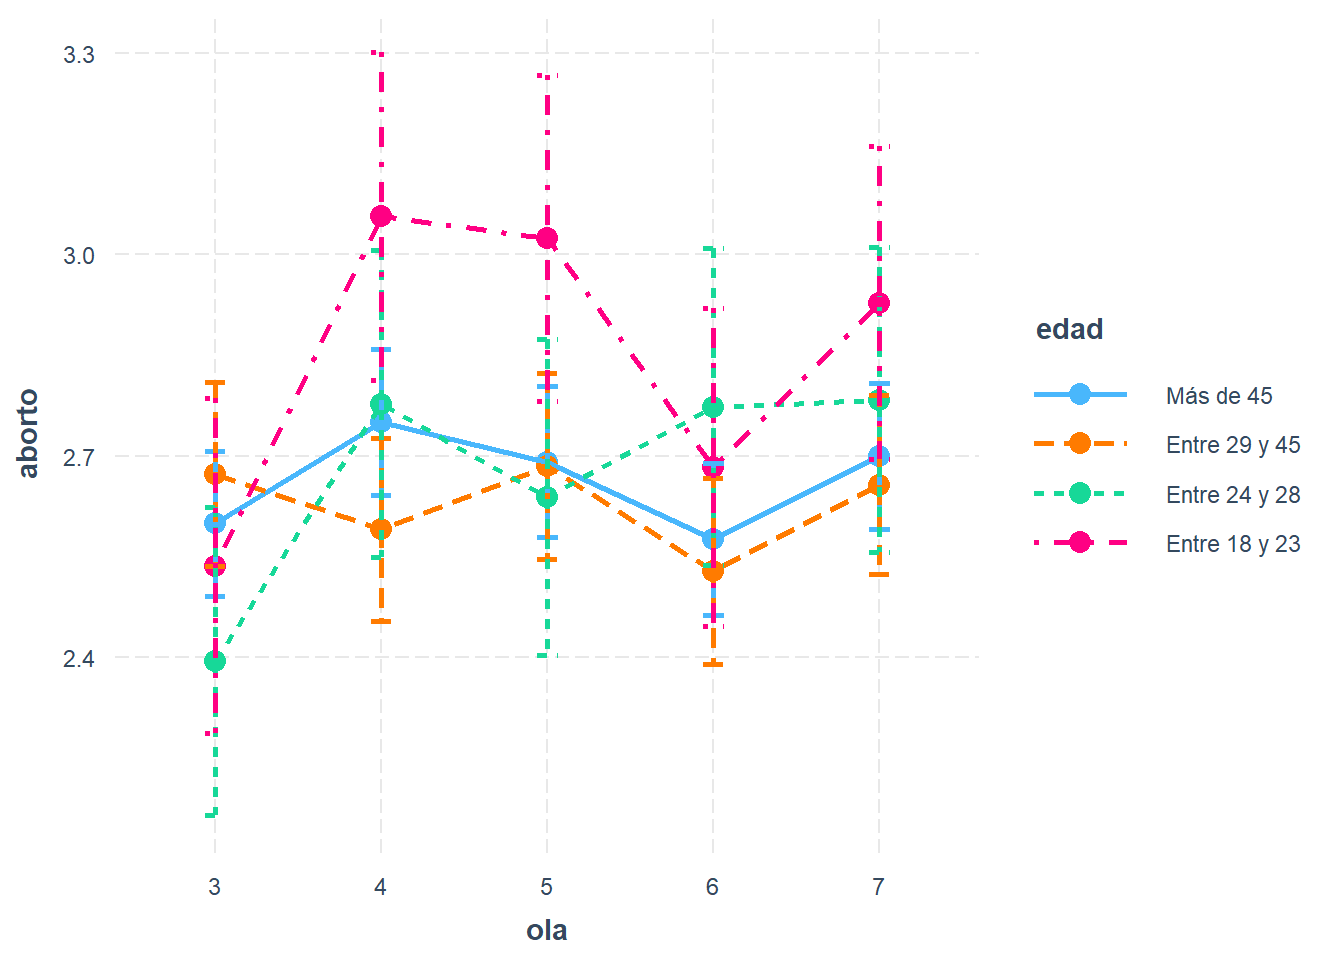 3.3
3.0
2.7
2.4
aborto
3
4
5
6
7
ola
edad
Más de 45
Entre 29 y 45
Entre 24 y 28
Entre 18 y 23